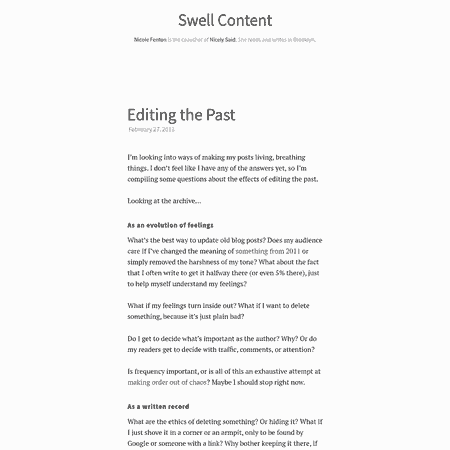 Swell Content
Nicole Fenton is the coauthor of Nicely Said. She reads and writes in Brooklyn.
Editing the Past
February 27, 2015
I'm looking into ways of making my posts living, breathing
things. I don't feel like I have any of the answers yet, so I'm
compiling some questions about the effects of editing the past.
Looking at the archive...
As an evolution of feelings
What's the best way to update old blog posts? Does my audience
care if I've changed the meaning of something from 2011 or
simply removed the harshness of my tone? What about the fact
that I often write to get it halfway there (or even 5% there), just
to help myself understand my feelings?
What if my feelings turn inside out? What if I want to delete
something, because it's just plain bad?
Do I get to decide what's important as the author? Why? Or do
my readers get to decide with traffic, comments, or attention?
Is frequency important, or is all of this an exhaustive attempt at
making order out of chaos? Maybe I should stop right now.
As a written record
What are the ethics of deleting something? Or hiding it? What if
I just shove it in a corner or an armpit, only to be found by
Google or someone with a link? Why bother keeping it there, if